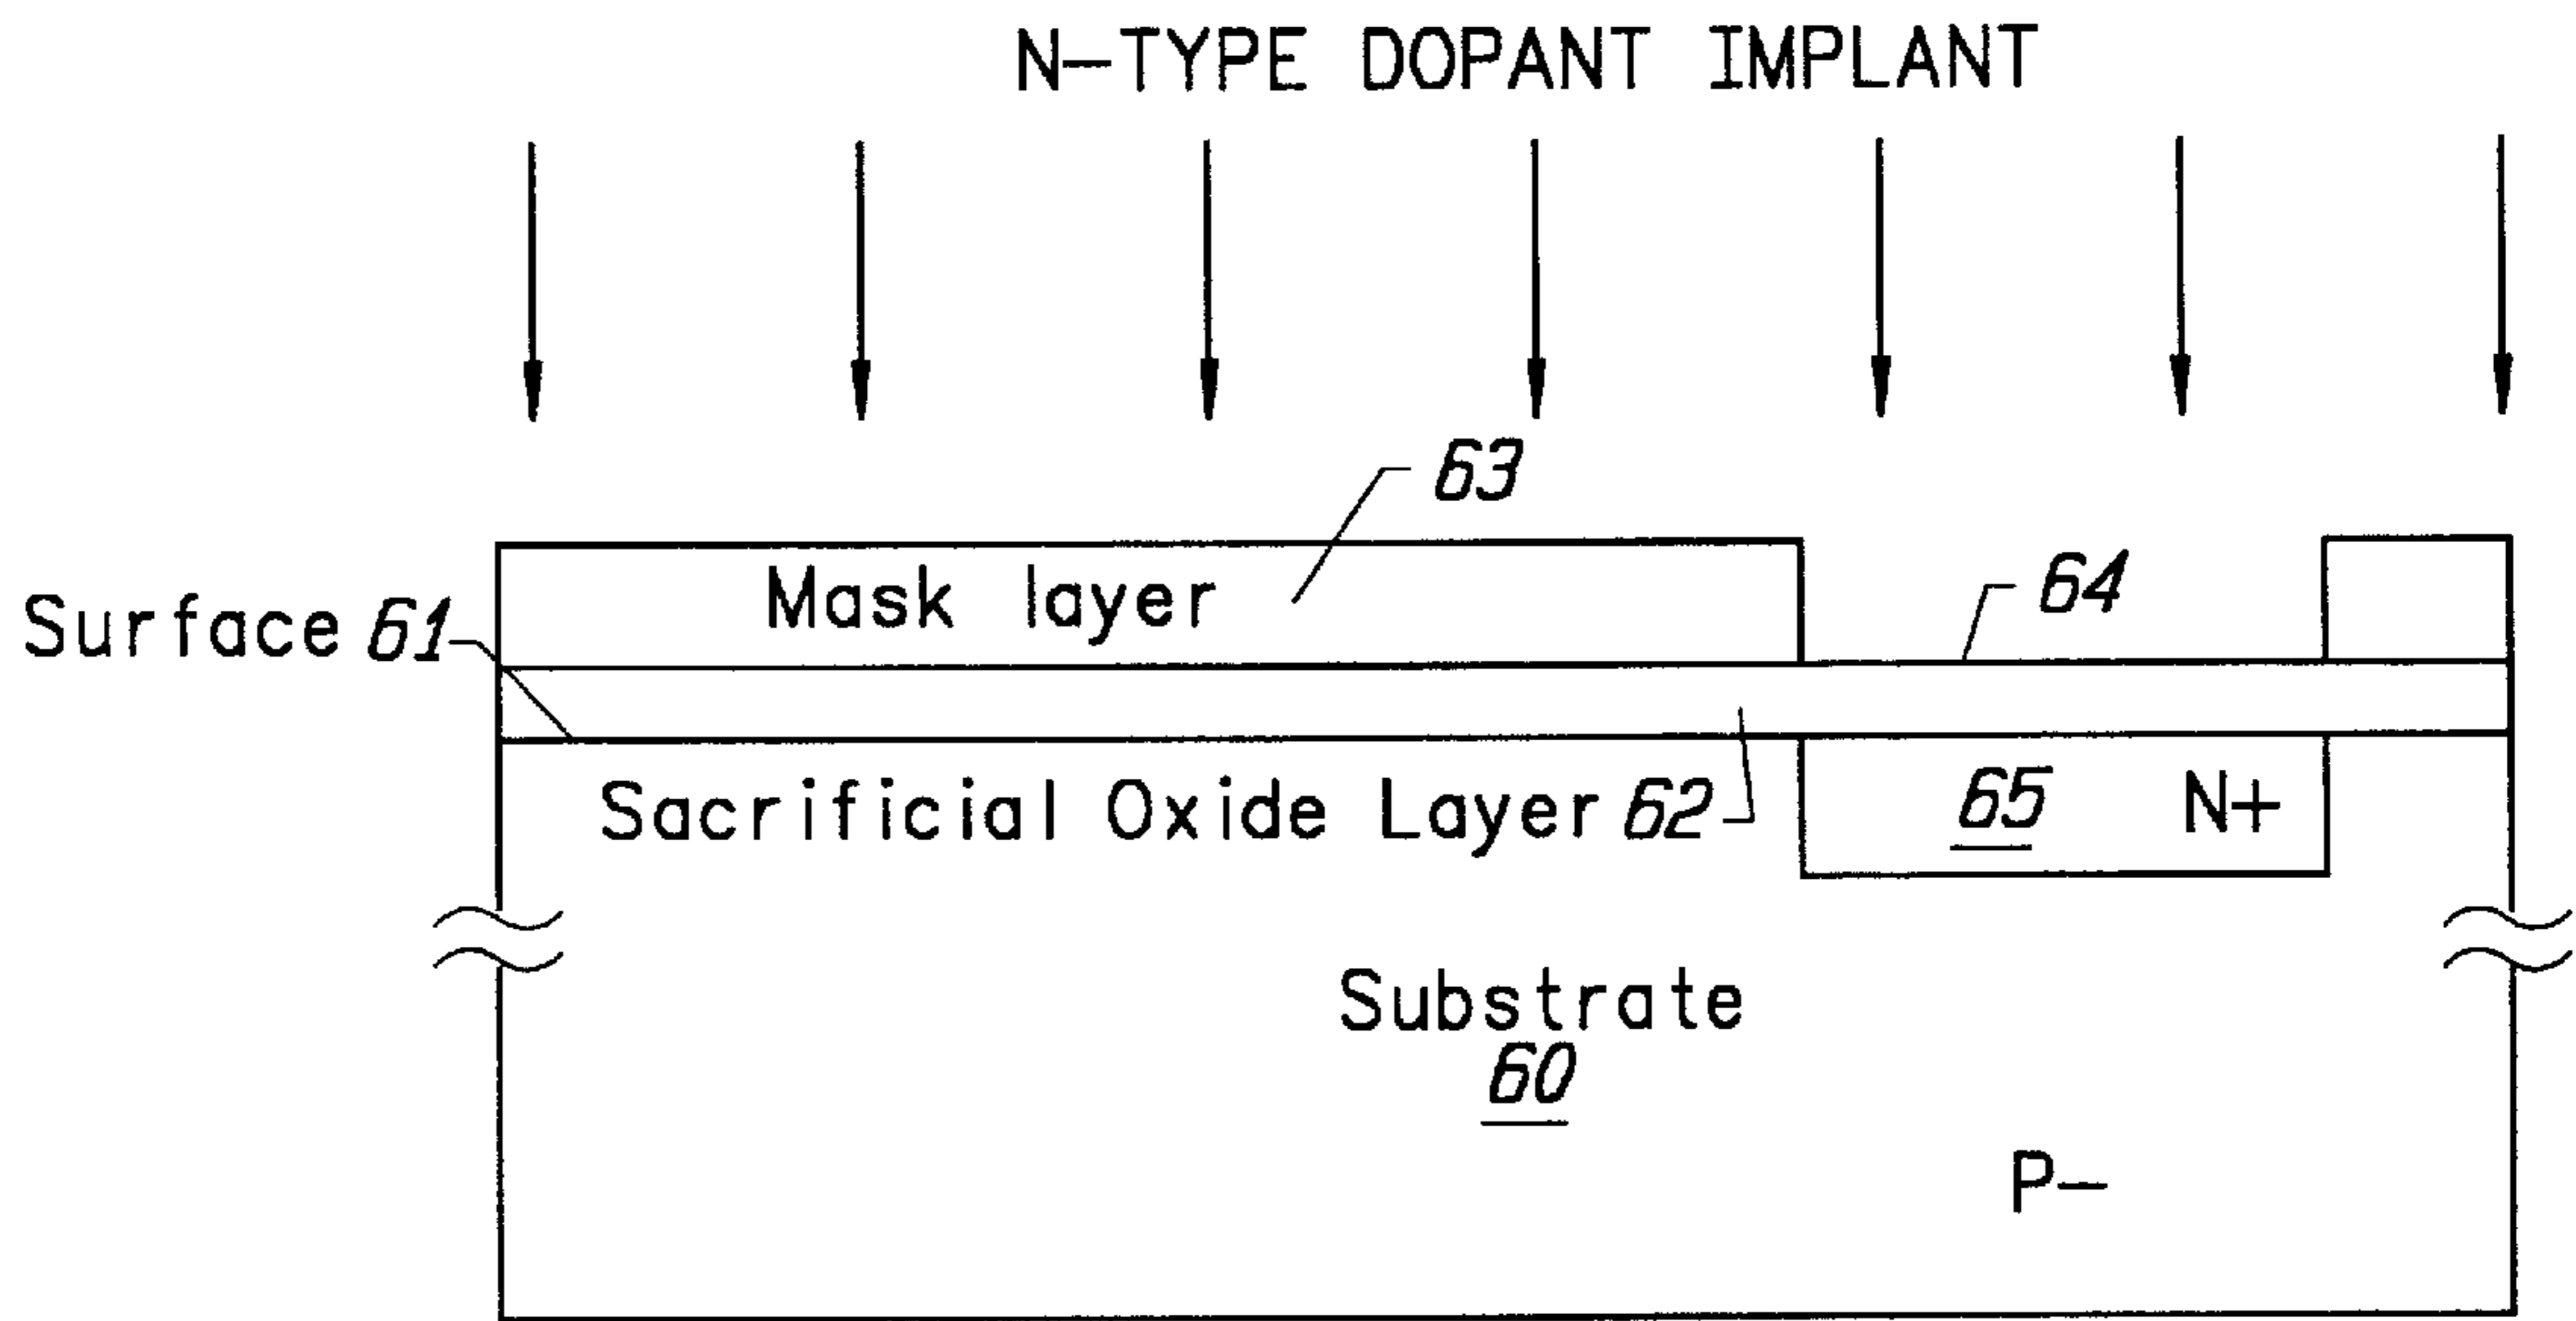 N-TYPE DOPANT IMPLANT
63
Mask layer
64
Surface 61
Sacrificial Oxide Layer 62
65 N+
Substrate
60
P-